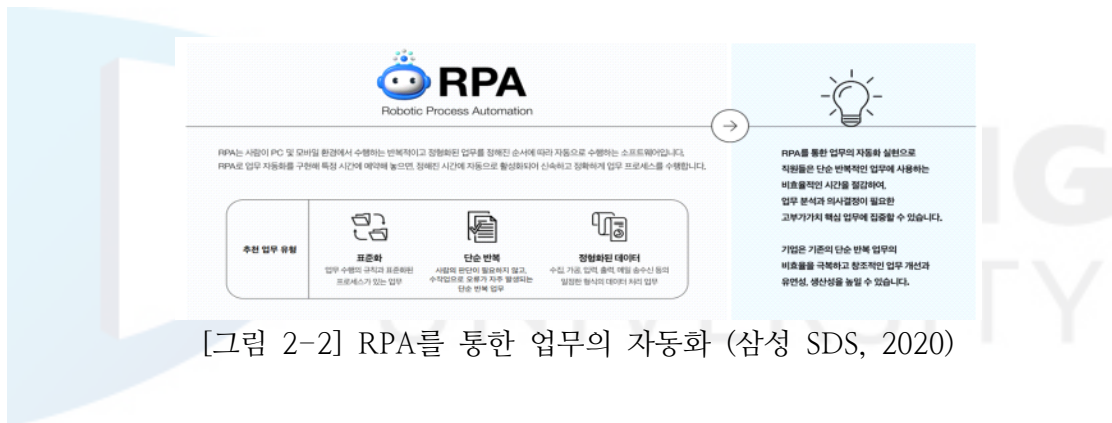 RPA
Robotic Process Automation
RPA는 사람이 PC 및 모바일 환경에서 수행하는 반복적이고 정형화된 업무를 정해진 순서에 따라 자동으로 수행하는 소프트웨어입니다.
RPA로 업무 자동화를 구현해 특정 시간에 예약해 놓으면, 정해진 시간에 자동으로 활성화되어 신속하고 정확하게 업무 프로세스를 수행합니다.
추천 업무 유형
표준화
업무 수행의 규칙과 표준화된
프로세스가 있는 업무
단순 반복
사람의 판단이 필요하지 않고,
수작업으로 오류가 자주 발생되는
단순 반복 업무
정형화된 데이터
수집, 가공, 입력, 출력, 메일 송수신 등의
일정한 형식의 데이터 처리 업무
RPA를 통한 업무의 자동화 실현으로
직원들은 단순 반복적인 업무에 사용하는
비효율적인 시간을 절감하여,
업무 분석과 의사결정이 필요한
고부가가치 핵심 업무에 집중할 수 있습니다.
기업은 기존의 단순 반복 업무의
비효율을 극복하고 창조적인 업무 개선과
유연성, 생산성을 높일 수 있습니다.
[그림 2-2] RPA를 통한 업무의 자동화 (삼성 SDS, 2020)